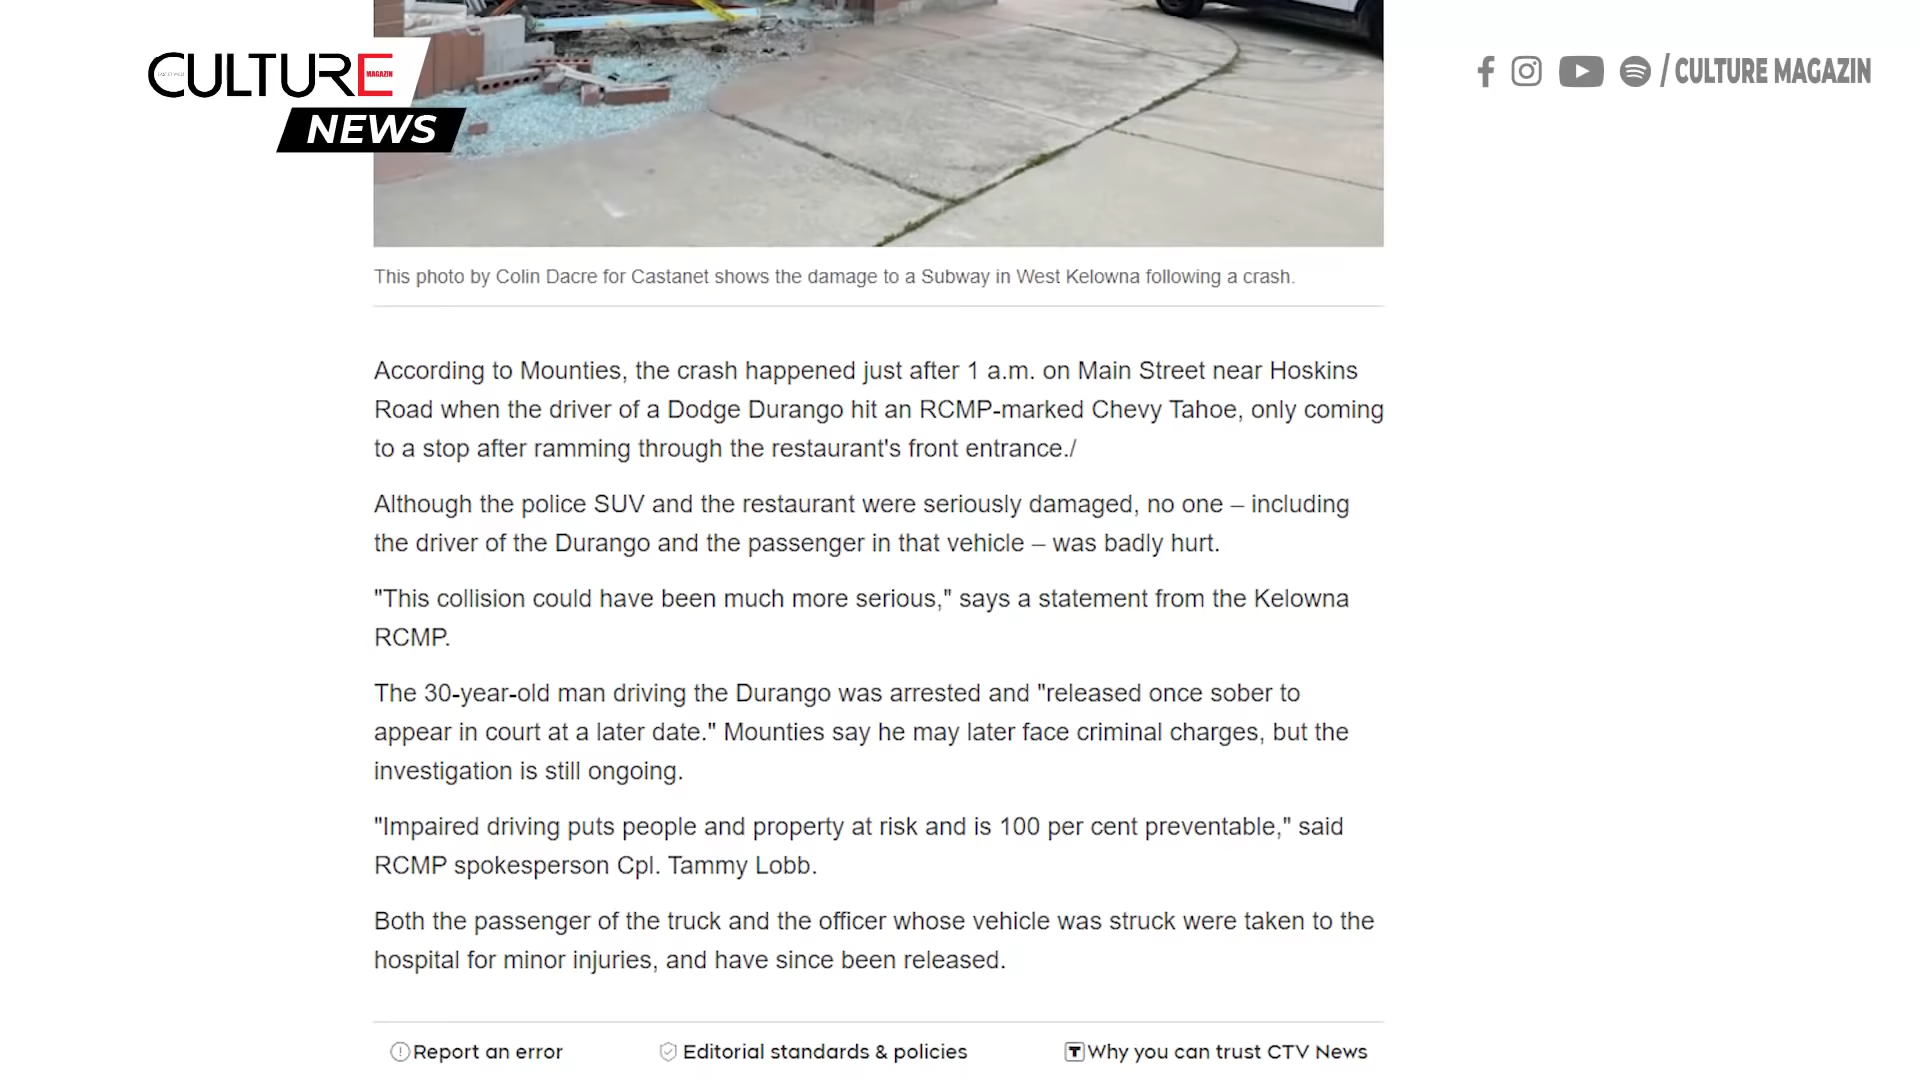 CULTURE
MAGAZIN
NEWS
/ CULTURE MAGAZIN
This photo by Colin Dacre for Castanet shows the damage to a Subway in West Kelowna following a crash.
According to Mounties, the crash happened just after 1 a.m. on Main Street near Hoskins
Road when the driver of a Dodge Durango hit an RCMP-marked Chevy Tahoe, only coming
to a stop after ramming through the restaurant's front entrance./
Although the police SUV and the restaurant were seriously damaged, no one – including
the driver of the Durango and the passenger in that vehicle – was badly hurt.
"This collision could have been much more serious," says a statement from the Kelowna
RCMP.
The 30-year-old man driving the Durango was arrested and "released once sober to
appear in court at a later date." Mounties say he may later face criminal charges, but the
investigation is still ongoing.
"Impaired driving puts people and property at risk and is 100 per cent preventable," said
RCMP spokesperson Cpl. Tammy Lobb.
Both the passenger of the truck and the officer whose vehicle was struck were taken to the
hospital for minor injuries, and have since been released.
Report an error
Editorial standards & policies
Why you can trust CTV News